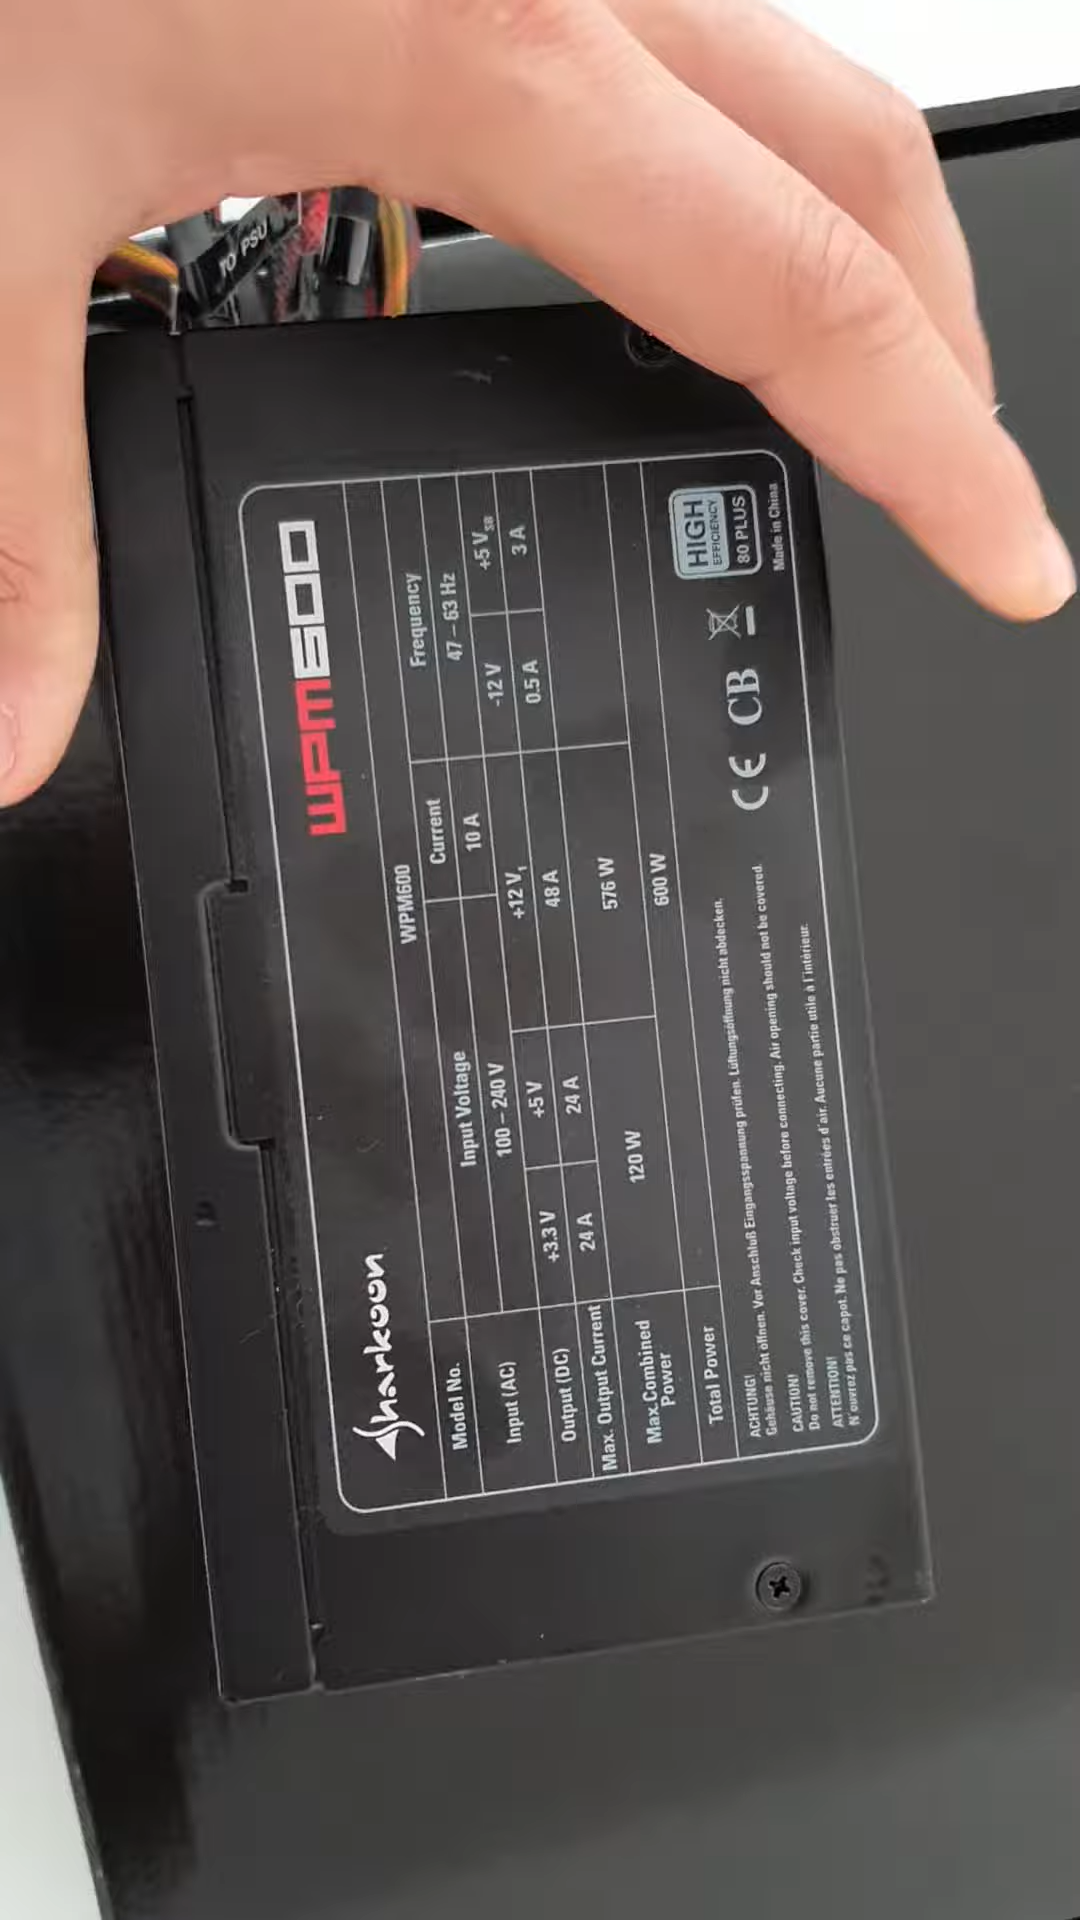 TO PSU
Sharkoon WPM600
Model No. WPM600
Input (AC) Input Voltage Current Frequency
100 – 240 V 10 A 47 – 63 Hz
Output (DC) +3.3 V +5 V +12 V1 -12 V +5 VSB
Max. Output Current 24 A 24 A 48 A 0.5 A 3 A
Max. Combined
Power 120 W 576 W
Total Power 600 W
ACHTUNG!
Gehäuse nicht öffnen. Vor Anschluß Eingangsspannung prüfen. Lüftungsöffnung nicht abdecken.
CAUTION!
Do not remove this cover. Check input voltage before connecting. Air opening should not be covered.
ATTENTION!
N'ouvrez pas ce capot. Ne pas obstruer les entrées d'air. Aucune partie utile à l'intérieur.
CE CB
HIGH
EFFICIENCY
80 PLUS
Made in China